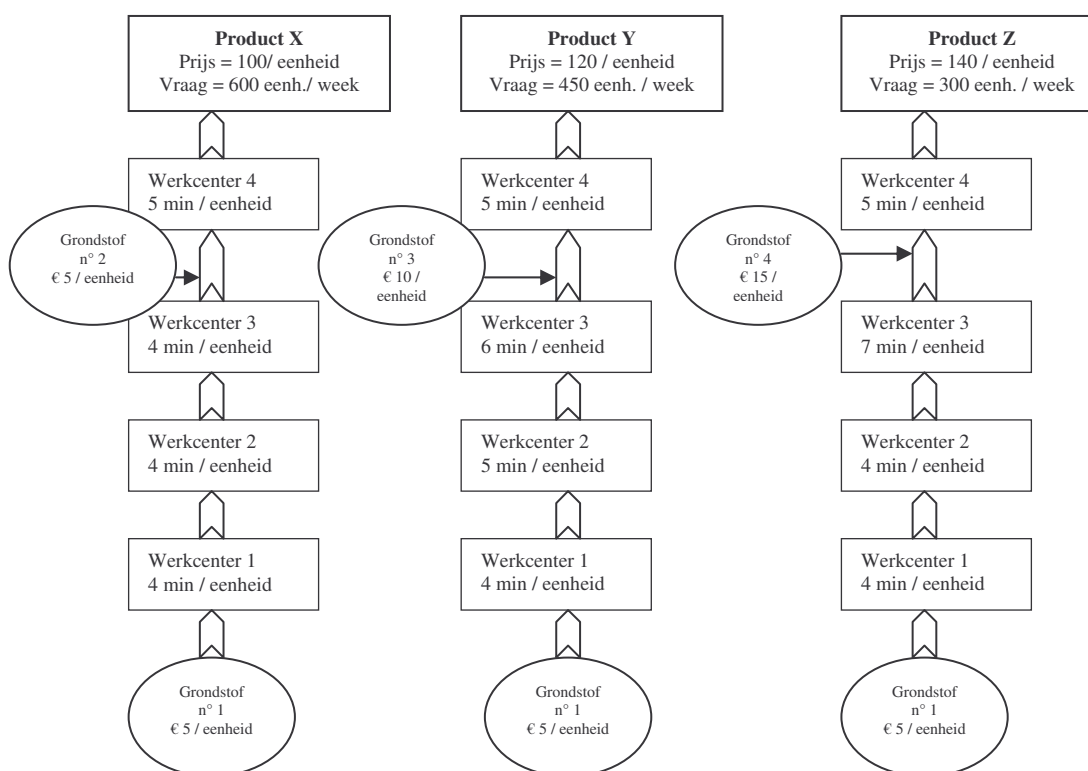 Product X
Prijs = 100/ eenheid
Vraag = 600 eenh./ week
Werkcenter 4
5 min / eenheid
Grondstof
n° 2
€ 5 / eenheid
Werkcenter 3
4 min / eenheid
Werkcenter 2
4 min / eenheid
Werkcenter 1
4 min / eenheid
Grondstof
n° 1
€ 5 / eenheid
Product Y
Prijs = 120 / eenheid
Vraag = 450 eenh. / week
Werkcenter 4
5 min / eenheid
Grondstof
n° 3
€ 10 /
eenheid
Werkcenter 3
6 min / eenheid
Werkcenter 2
5 min / eenheid
Werkcenter 1
4 min / eenheid
Grondstof
n° 1
€ 5 / eenheid
Product Z
Prijs = 140 / eenheid
Vraag = 300 eenh. / week
Werkcenter 4
5 min / eenheid
Grondstof
n° 4
€ 15 /
eenheid
Werkcenter 3
7 min / eenheid
Werkcenter 2
4 min / eenheid
Werkcenter 1
4 min / eenheid
Grondstof
n° 1
€ 5 / eenheid